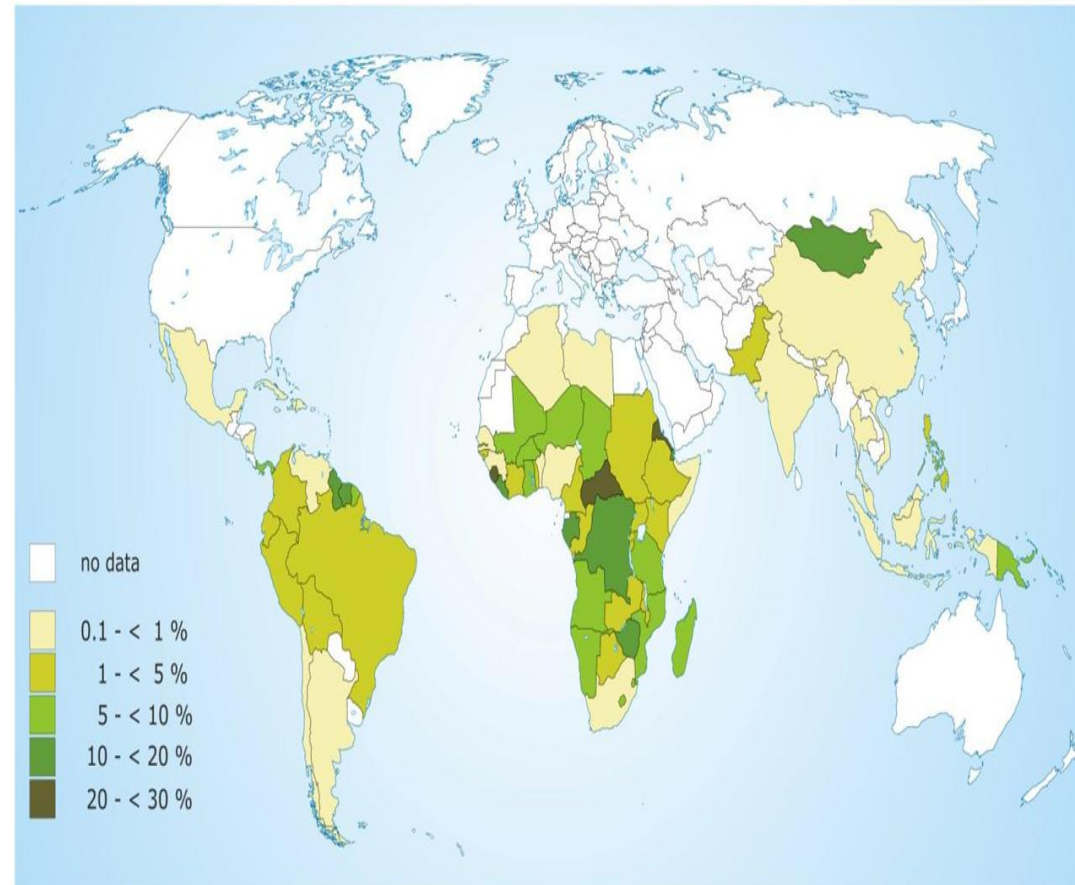 no data
0.1 - < 1 %
1 - < 5 %
5 - < 10 %
10 - < 20 %
20 - < 30 %